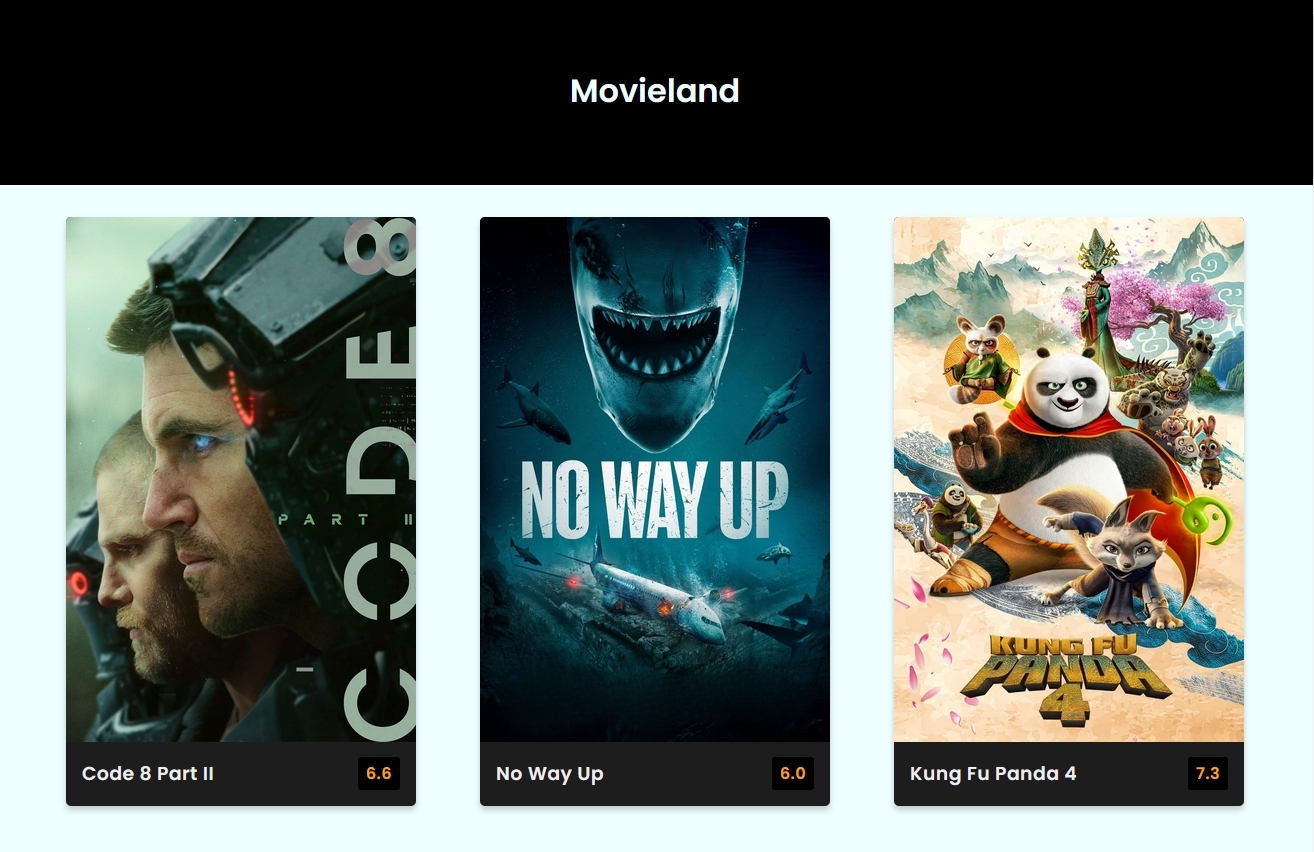 Movieland
CODE 8
PART II
NO WAY UP
KUNG FU
PANDA
4
Code 8 Part II
6.6
No Way Up
6.0
Kung Fu Panda 4
7.3